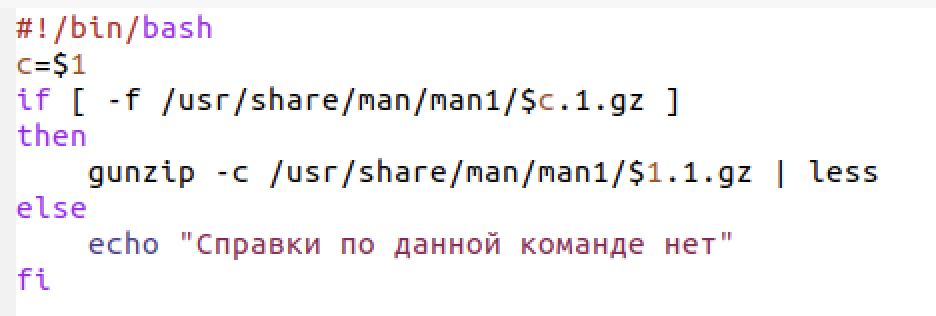 #!/bin/bash
c=$1
if [ -f /usr/share/man/man1/$c.1.gz ]
then
    gunzip -c /usr/share/man/man1/$1.1.gz | less
else
    echo "Справки по данной команде нет"
fi